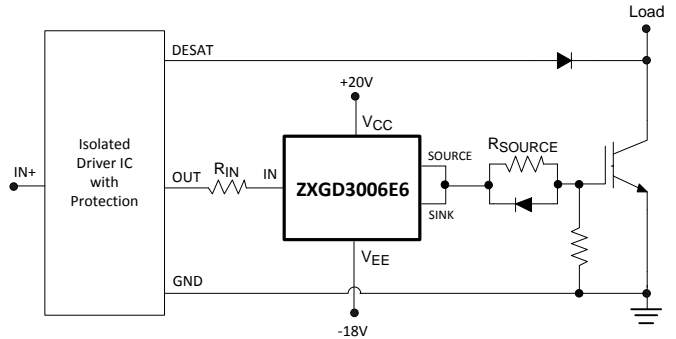 Load
DESAT
+20V
VCC
Isolated
Driver IC
with
Protection
IN+
OUT
RIN
IN
ZXGD3006E6
SOURCE
SINK
RSOURCE
VEE
GND
-18V